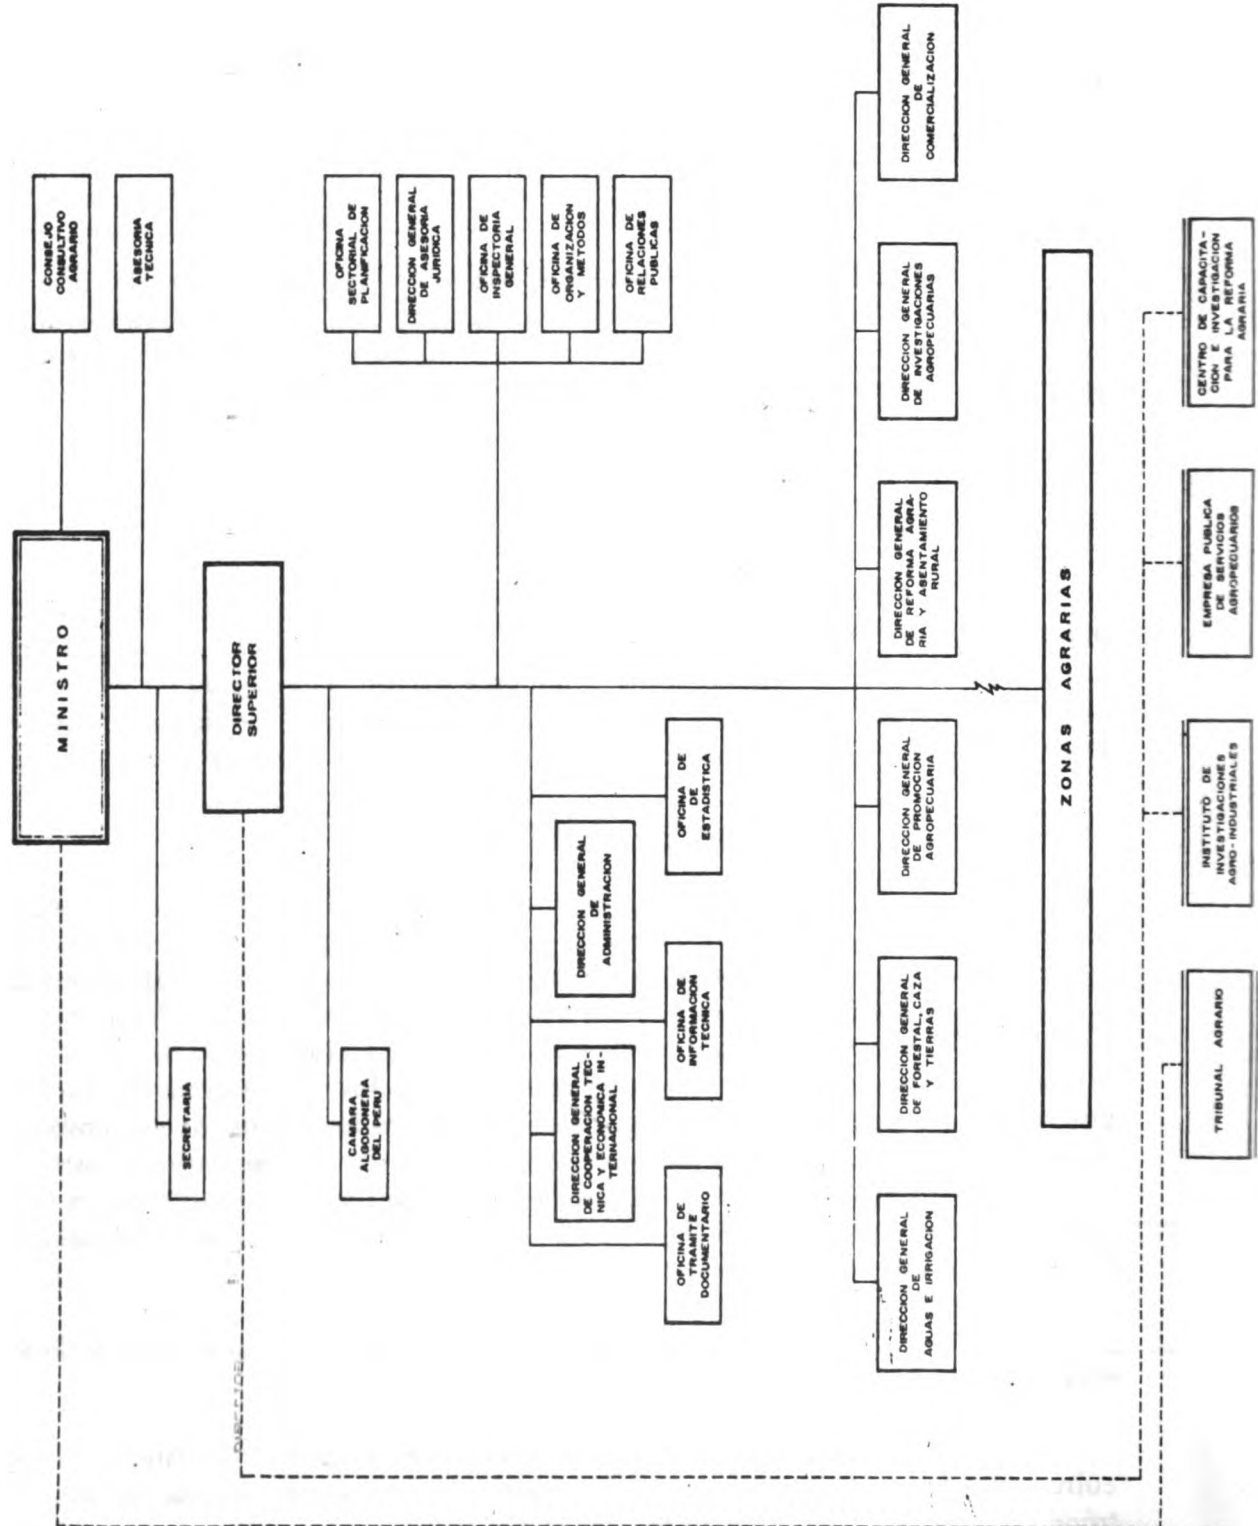 MINISTRO
CONSEJO
CONSULTIVO
AGRARIO
ASESORIA
TECNICA
SECRETARIA
DIRECTOR
SUPERIOR
CAMARA
ALGODONERA
DEL PERU
OFICINA
SECTORIAL DE
PLANIFICACION
DIRECCION GENERAL
DE ASESORIA
JURIDICA
OFICINA DE
INSPECTORIA
GENERAL
OFICINA DE
ORGANIZACION
Y METODOS
OFICINA DE
RELACIONES
PUBLICAS
DIRECCION GENERAL
DE COOPERACION TEC-
NICA Y ECONOMICA IN-
TERNACIONAL
DIRECCION GENERAL
DE
ADMINISTRACION
OFICINA DE
TRAMITE
DOCUMENTARIO
OFICINA DE
INFORMACION
TECNICA
OFICINA DE
DE
ESTADISTICA
DIRECCION GENERAL
DE
AGUAS E IRRIGACION
DIRECCION GENERAL
DE FORESTAL, CAZA
Y TIERRAS
DIRECCION GENERAL
DE PROMOCION
AGROPECUARIA
DIRECCION GENERAL
DE REFORMA AGRA-
RIA Y ASENTAMIENTO
RURAL
DIRECCION GENERAL
DE INVESTIGACIONES
AGROPECUARIAS
DIRECCION GENERAL
DE
COMERCIALIZACION
ZONAS AGRARIAS
TRIBUNAL AGRARIO
INSTITUTO DE
INVESTIGACIONES
AGRO-INDUSTRIALES
EMPRESA PUBLICA
DE SERVICIOS
AGROPECUARIOS
CENTRO DE CAPACITA-
CION E INVESTIGACION
PARA LA REFORMA
AGRARIA
DIRECTOR